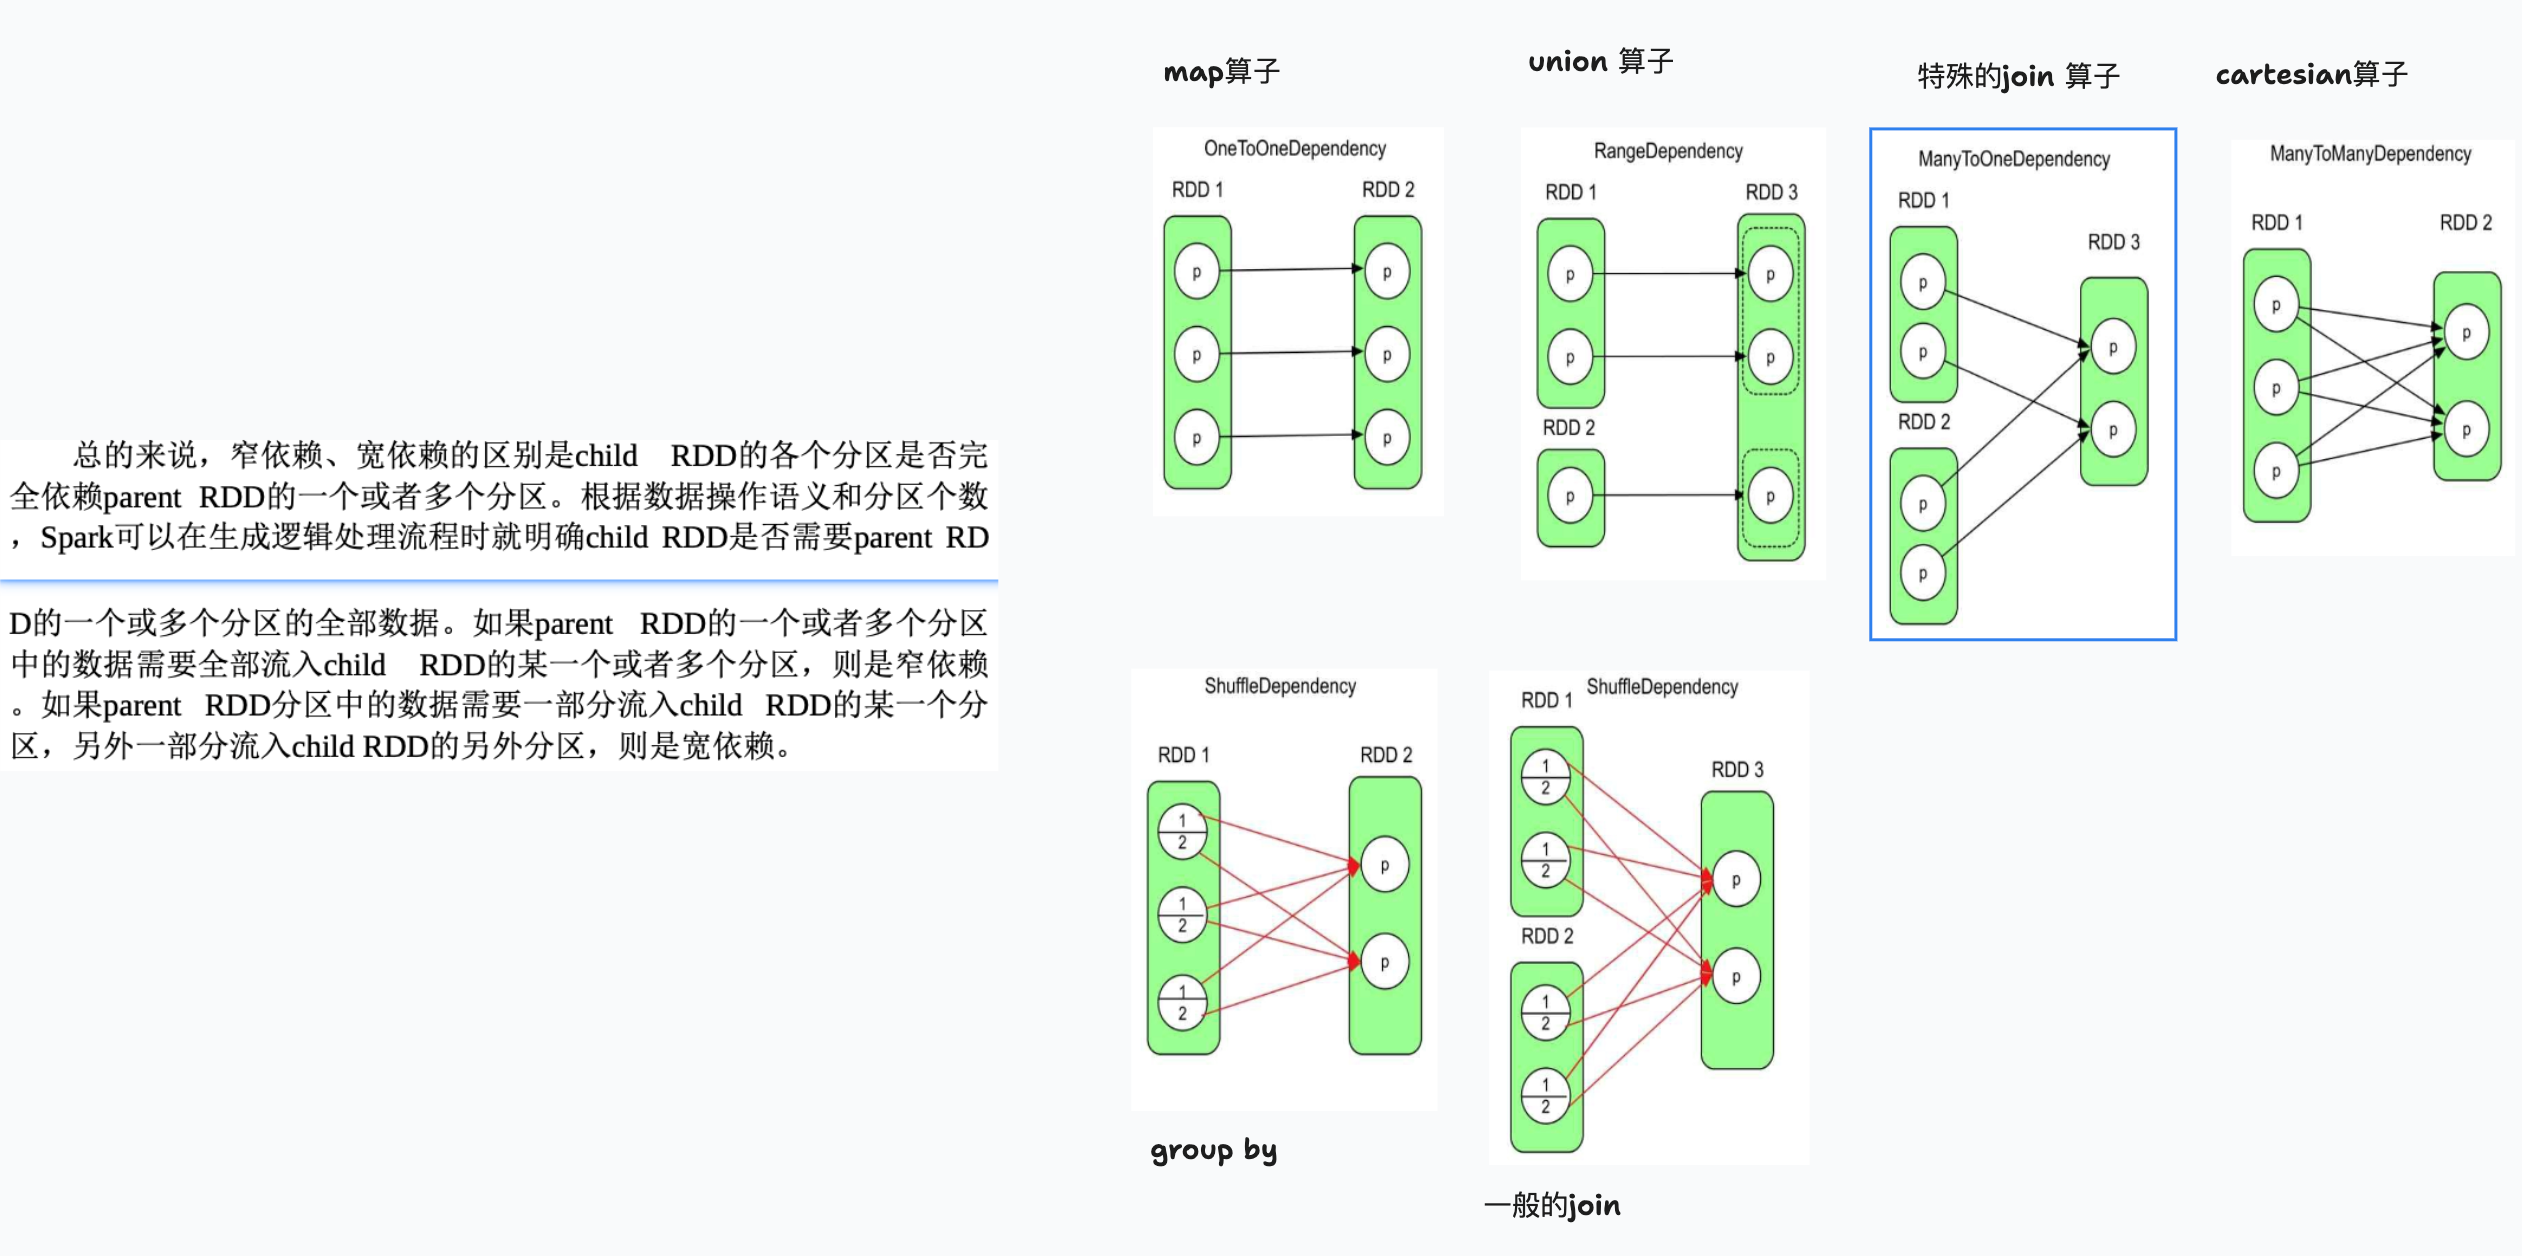 总的来说，窄依赖、宽依赖的区别是child RDD的各个分区是否完
全依赖parent RDD的一个或者多个分区。根据数据操作语义和分区个数
，Spark可以在生成逻辑处理流程时就明确child RDD是否需要parent RD
D的一个或多个分区的全部数据。如果parent RDD的一个或者多个分区
中的数据需要全部流入child RDD的某一个或者多个分区，则是窄依赖
。如果parent RDD分区中的数据需要一部分流入child RDD的某一个分
区，另外一部分流入child RDD的另外分区，则是宽依赖。
map算子
OneToOneDependency
RDD 1 RDD 2
p p
p p
p p
union 算子
RangeDependency
RDD 1 RDD 3
p p
p p
RDD 2
p p
特殊的join 算子
ManyToOneDependency
RDD 1
RDD 3
p
p
p
p
RDD 2
p
p
cartesian算子
ManyToManyDependency
RDD 1 RDD 2
p
p
p
p
p
ShuffleDependency
RDD 1 RDD 2
1
2
p
1
2
p
1
2
group by
ShuffleDependency
RDD 1
RDD 3
1
2
1
2
p
RDD 2
p
1
2
1
2
一般的join